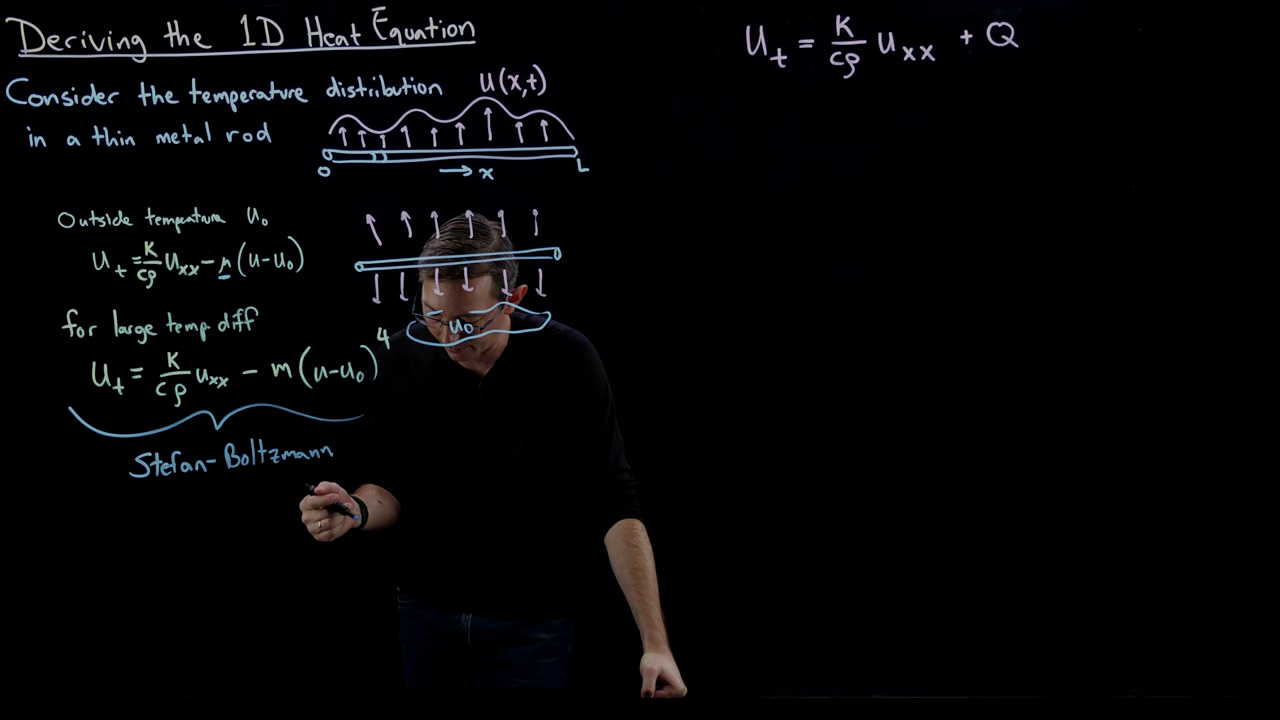 Deriving the 1D Heat Equation
Consider the temperature distribution u(x,t)
in a thin metal rod
0 → x L
Outside temperature u₀
u_t = K/cρ u_xx − μ(u−u₀)
for large temp. diff
u_t = K/cρ u_xx − m(u−u₀)⁴
Stefan-Boltzmann
u₀
u_t = K/cρ u_xx + Q